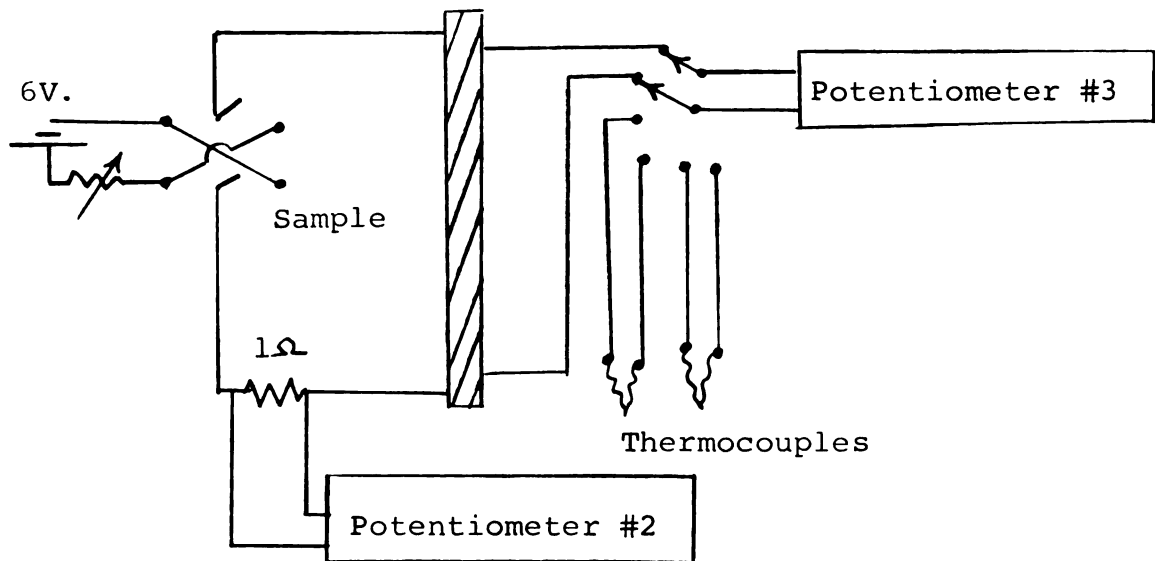 6V.
Potentiometer #3
Sample
1Ω
Thermocouples
Potentiometer #2